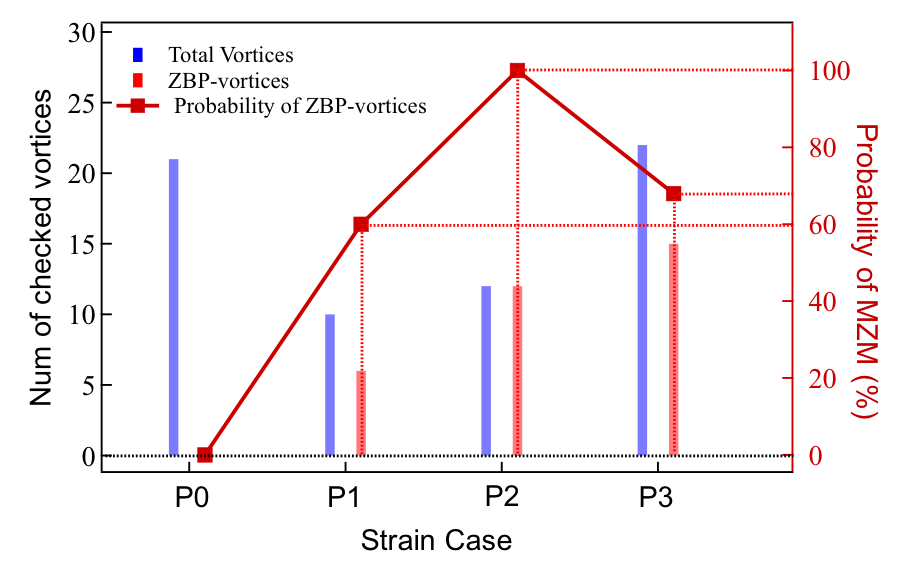 30
25
20
15
10
5
0
Num of checked vortices
Total Vortices
ZBP-vortices
Probability of ZBP-vortices
100
80
60
40
20
0
Probability of MZM (%)
P0 P1 P2 P3
Strain Case